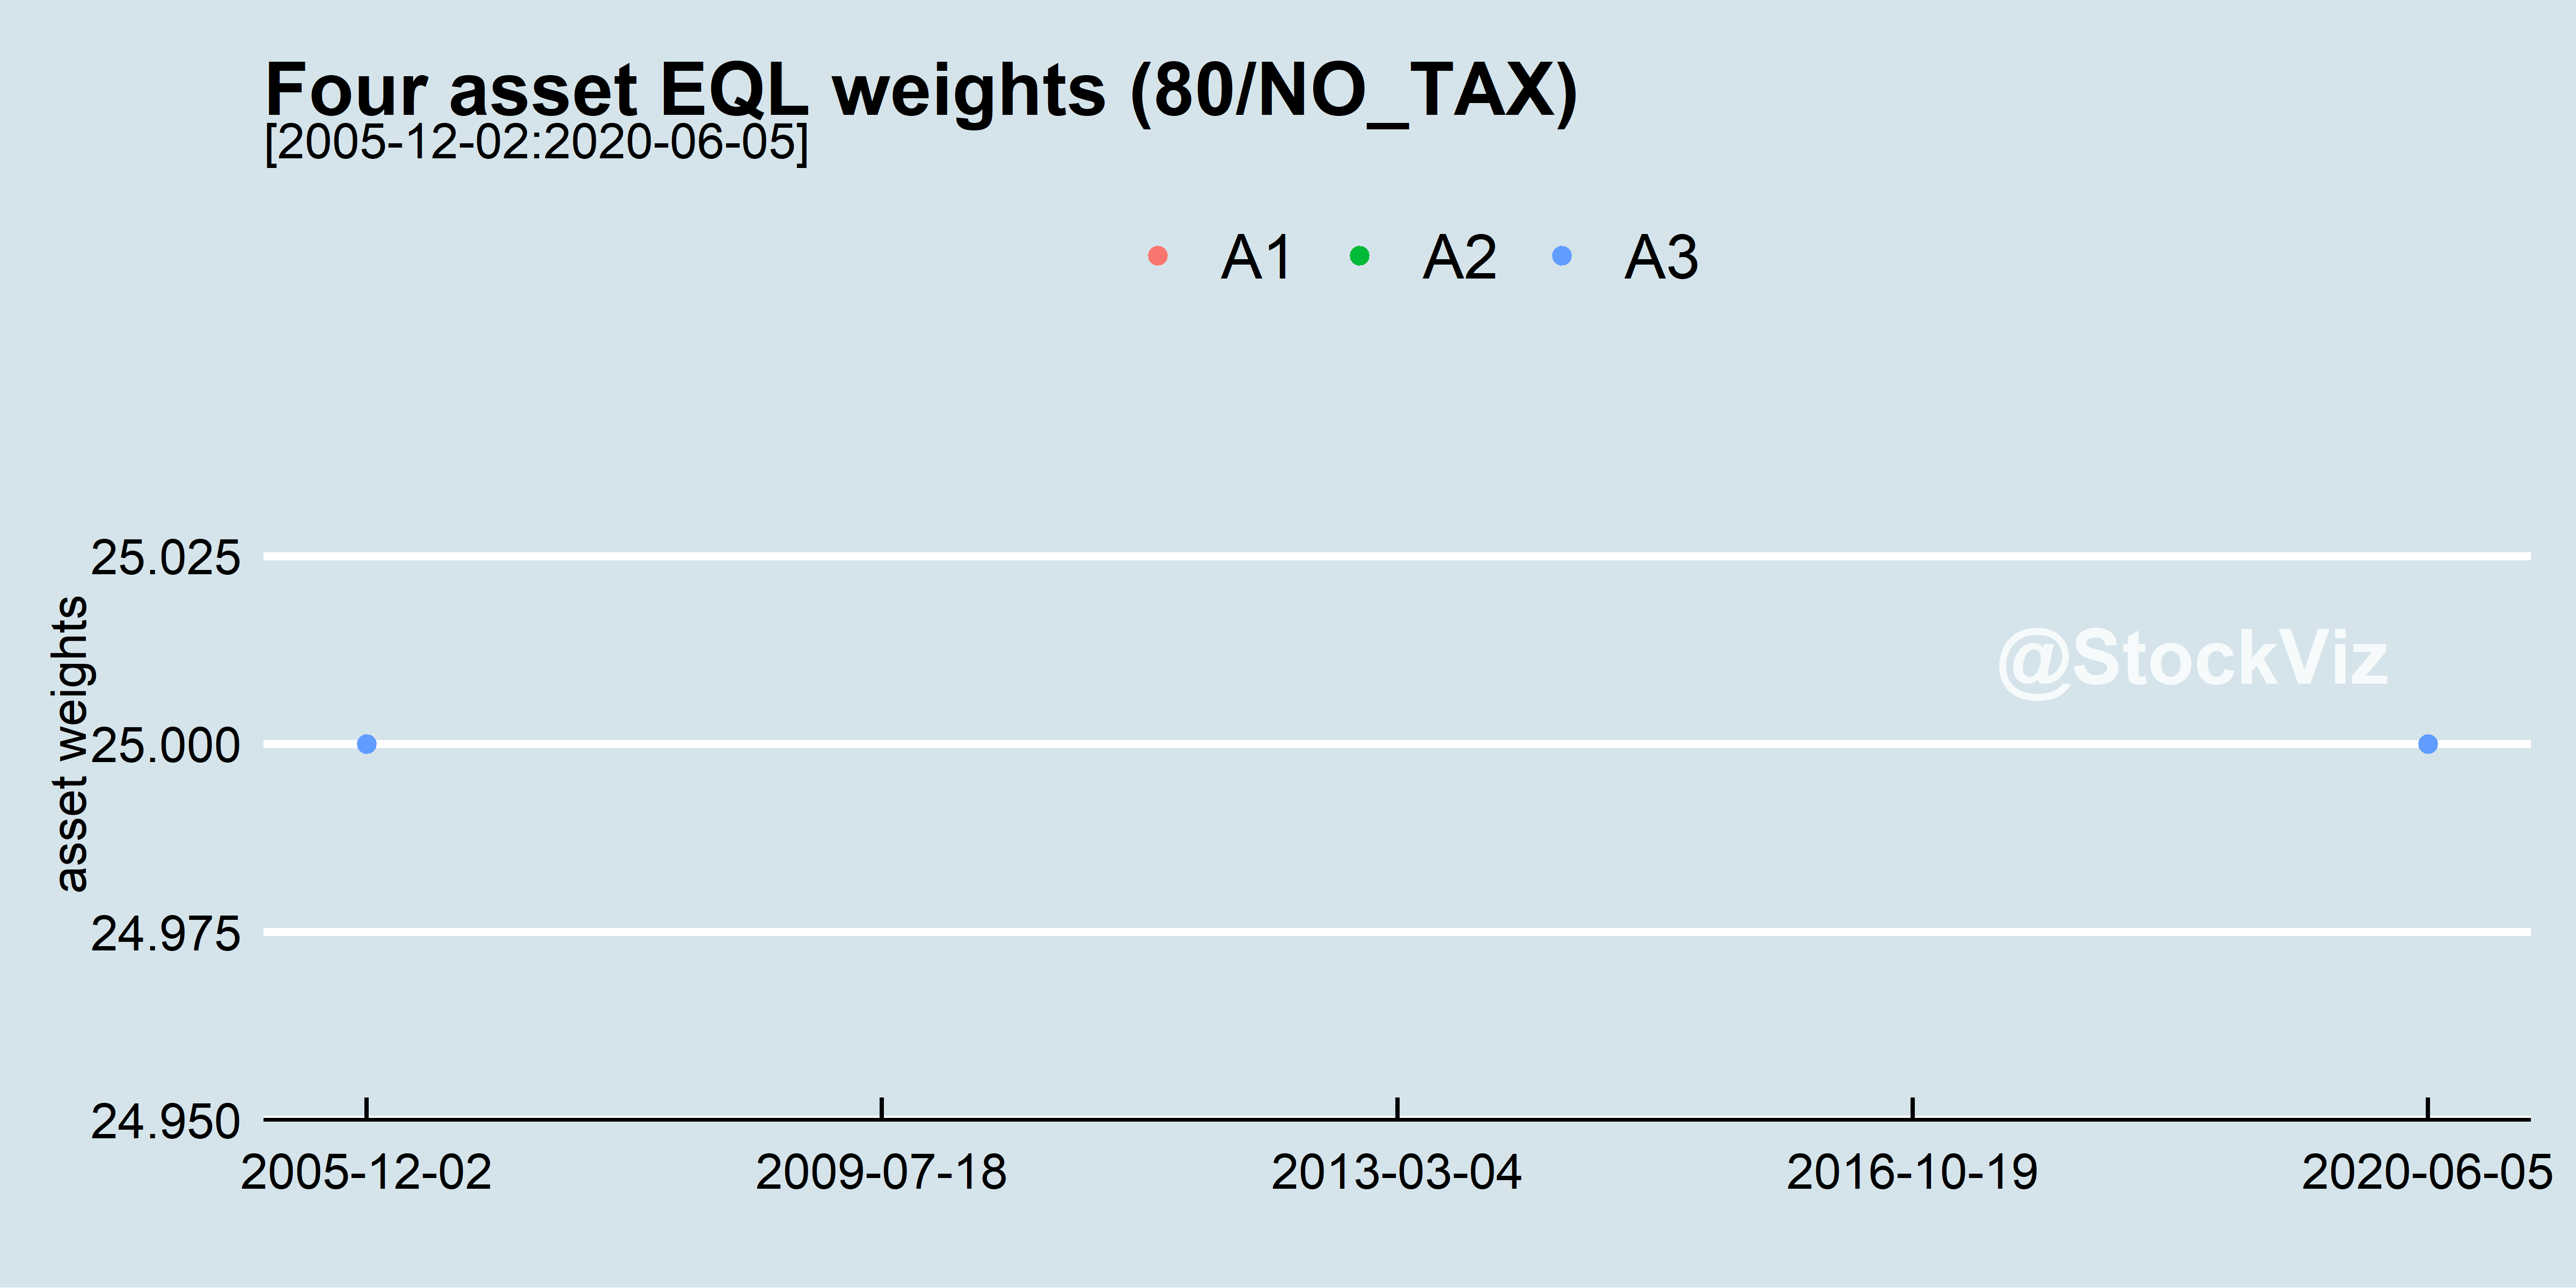 Four asset EQL weights (80/NO_TAX)
[2005-12-02:2020-06-05]
A1 A2 A3
25.025
@StockViz
asset weights
25.000
24.975
24.950
2005-12-02 2009-07-18 2013-03-04 2016-10-19 2020-06-05